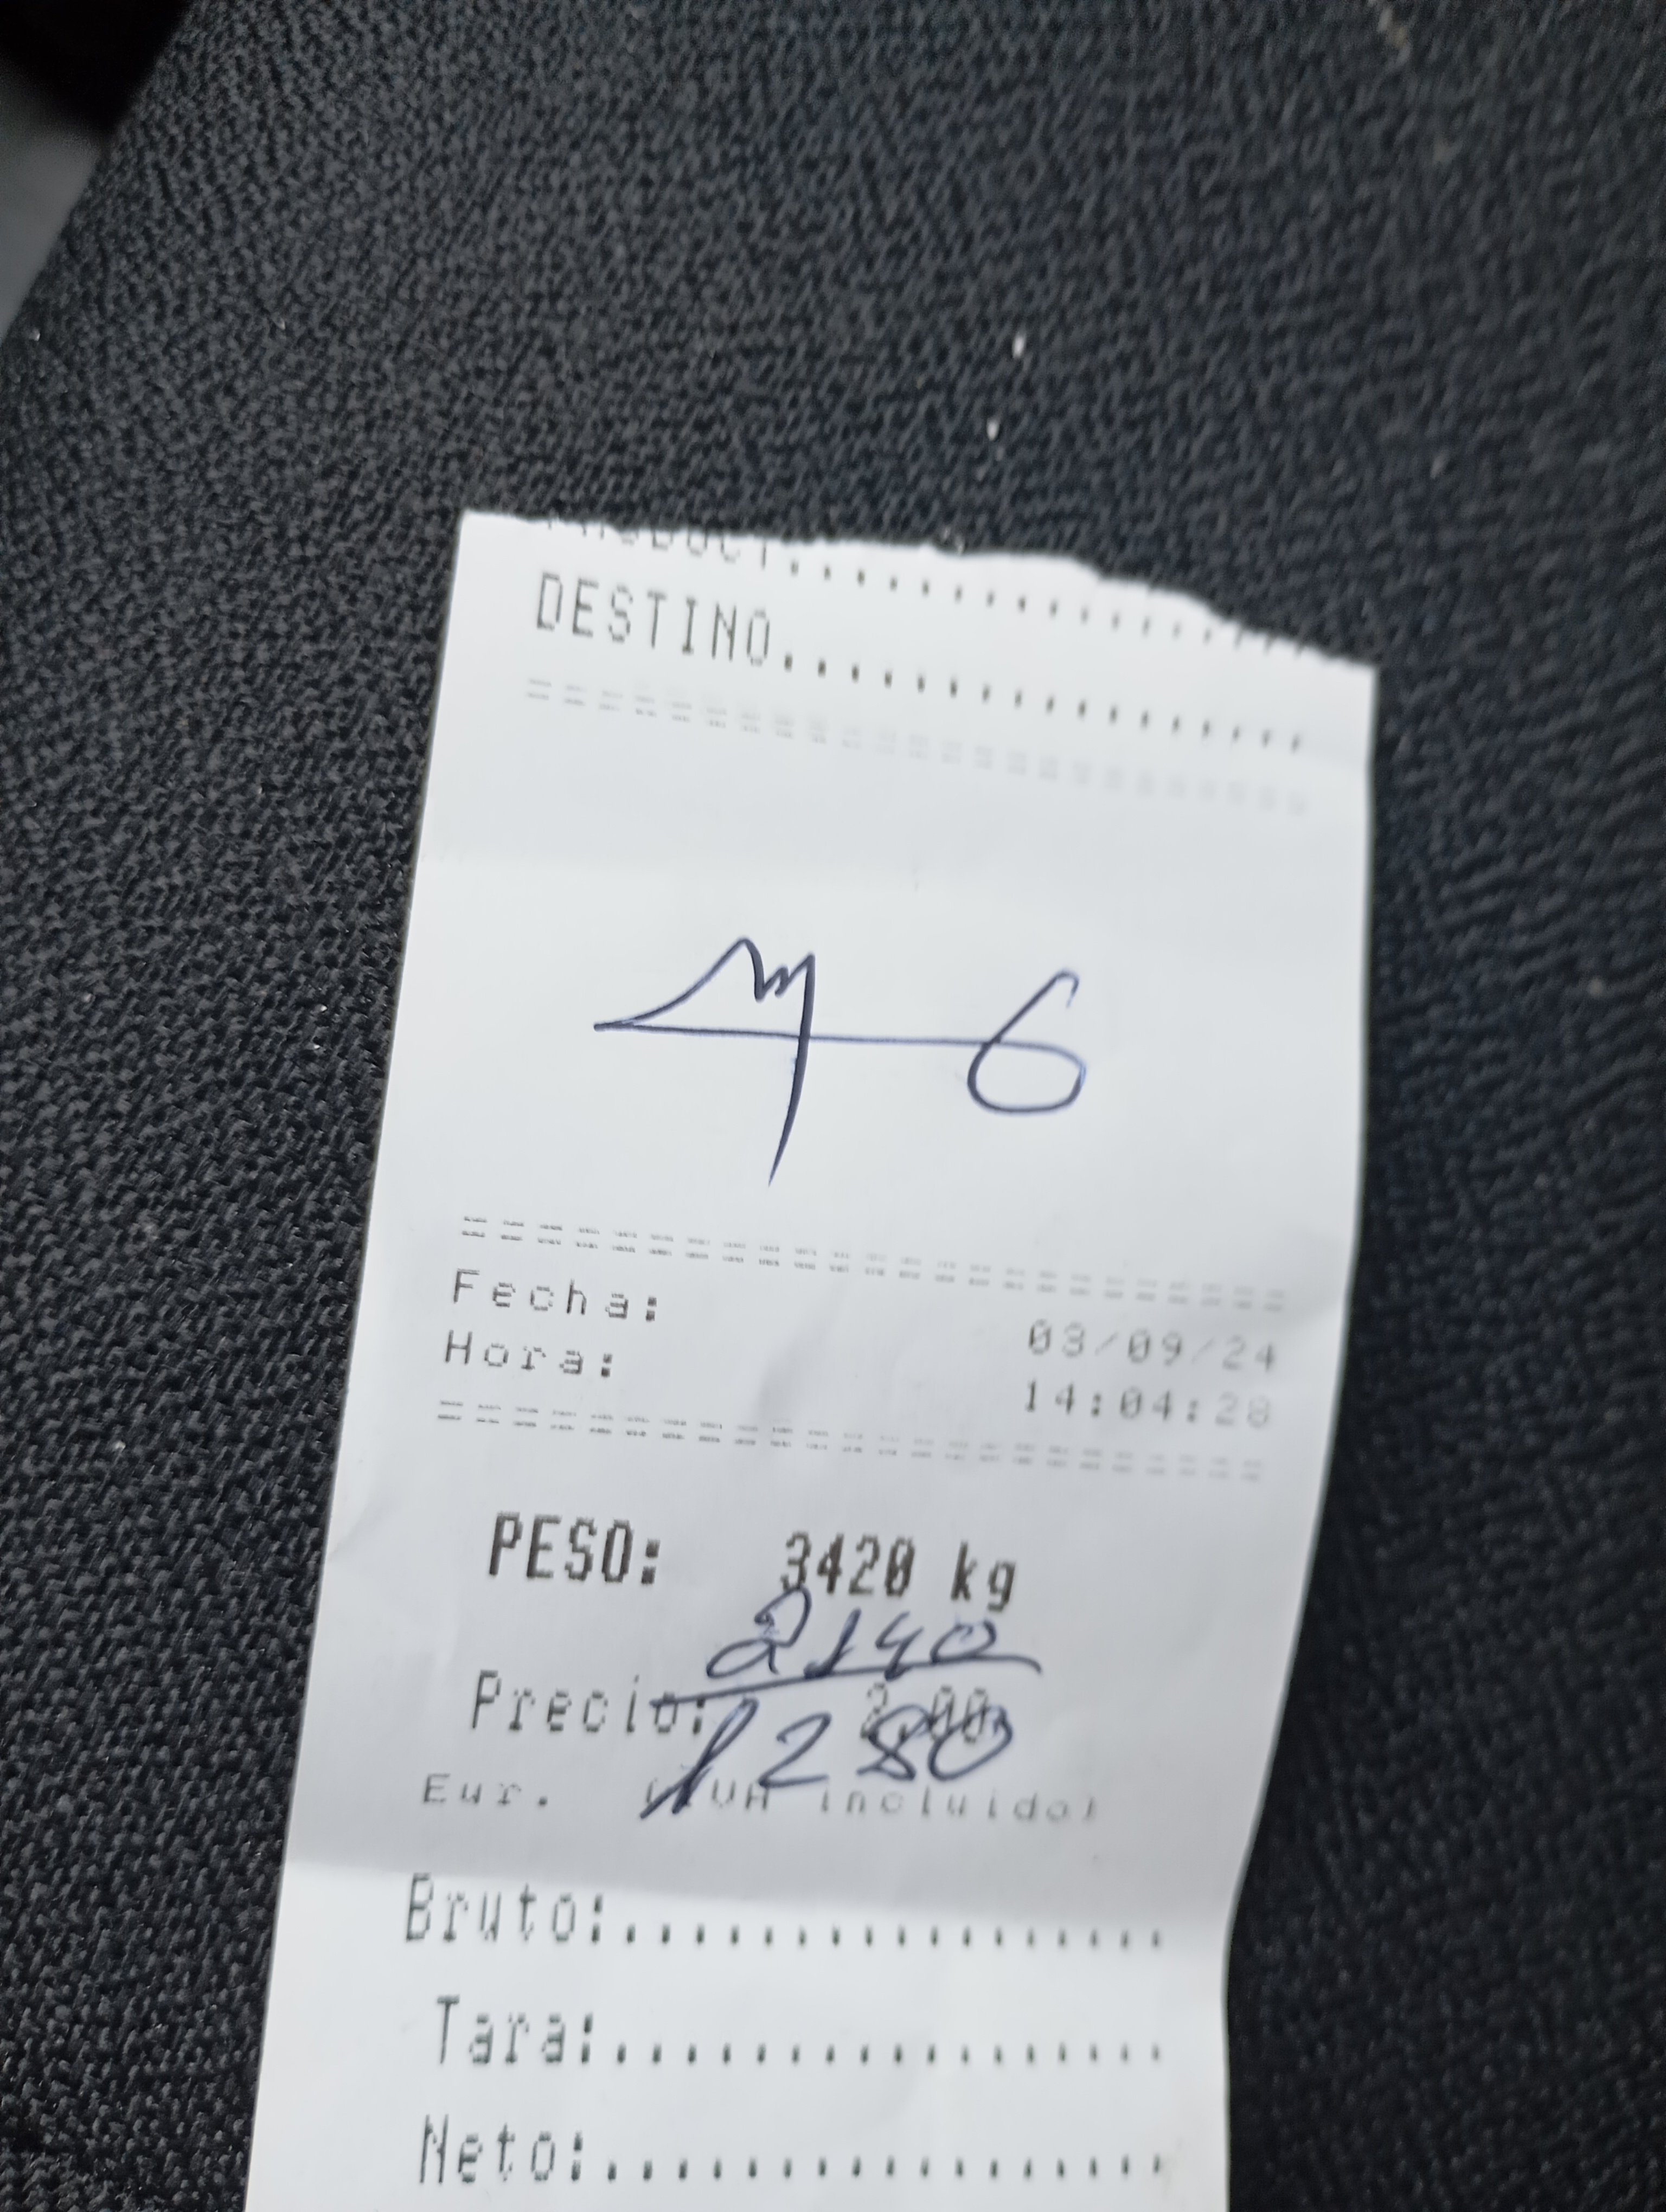 PRODUCT....................
DESTINO.................
M 6
Fecha: 03/09/24
Hora: 14:04:28
PESO: 3420 kg
2140
Precio: 2,00
1280
Eur. (IVA incluido)
Bruto:.................
Tara:.................
Neto:.................